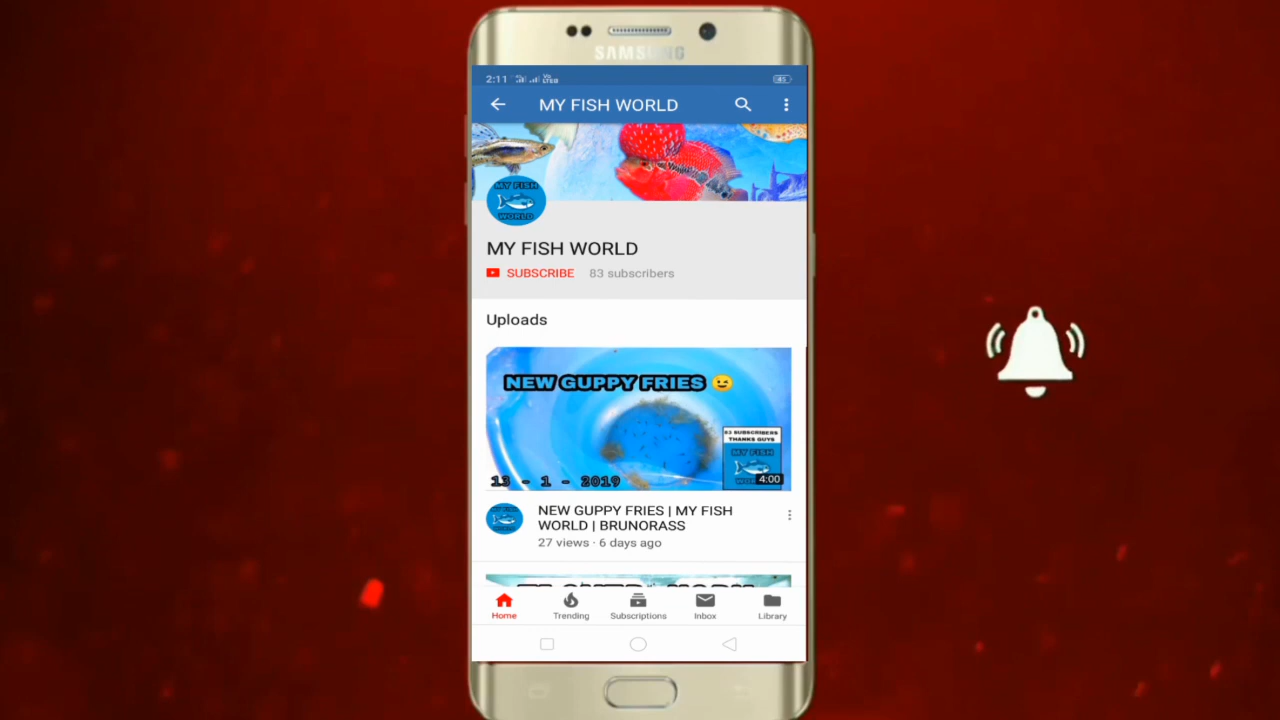 SAMSUNG
2:11
45
MY FISH WORLD
MY FISH
WORLD
MY FISH WORLD
SUBSCRIBE 83 subscribers
Uploads
NEW GUPPY FRIES 😉
83 SUBSCRIBERS
THANKS GUYS
MY FISH
4:00
13 - 1 - 2019
NEW GUPPY FRIES | MY FISH
WORLD | BRUNORASS
27 views · 6 days ago
Home Trending Subscriptions Inbox Library